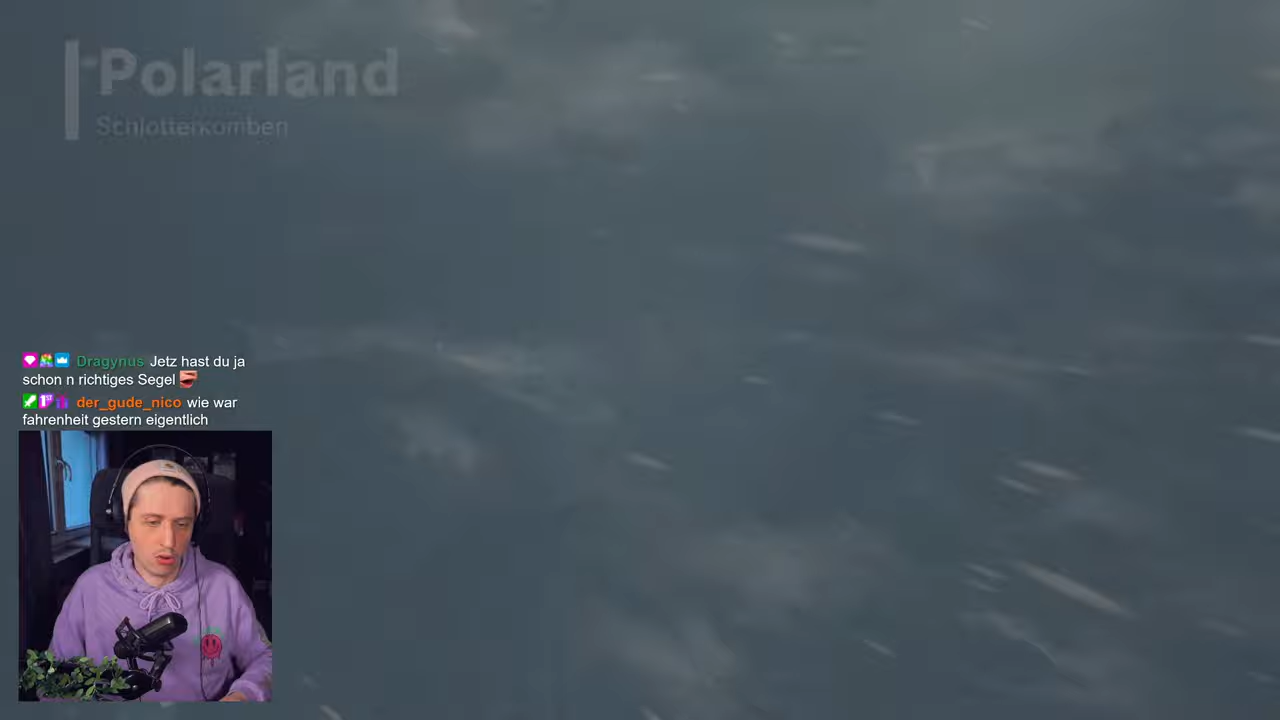 Polarland
Schlotterkomben
Dragynus Jetz hast du ja
schon n richtiges Segel
der_gude_nico wie war
fahrenheit gestern eigentlich